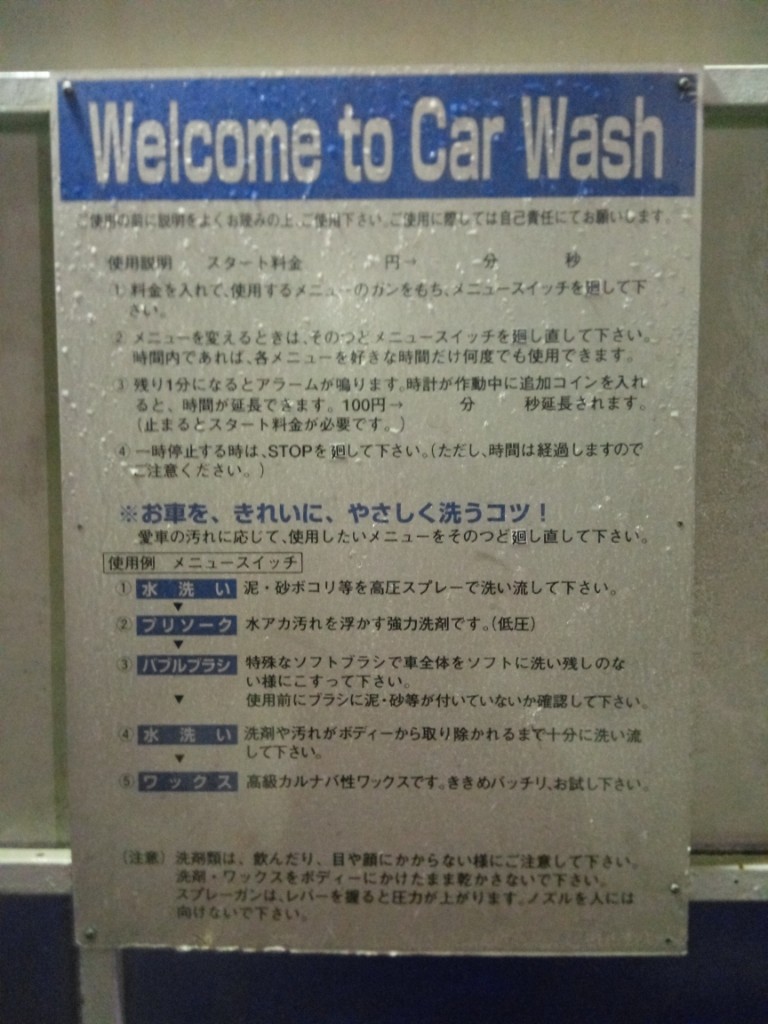 Welcome to Car Wash
ご使用の前に説明をよくお読みの上、ご使用下さい。ご使用に際しては自己責任にてお願いします。
使用説明 スタート料金 円→ 分 秒
① 料金を入れて、使用するメニューのガンをもち、メニュースイッチを廻して下
さい。
② メニューを変えるときは、そのつどメニュースイッチを廻し直して下さい。
時間内であれば、各メニューを好きな時間だけ何度でも使用できます。
③ 残り1分になるとアラームが鳴ります。時計が作動中に追加コインを入れ
ると、時間が延長できます。100円→ 分 秒延長されます。
(止まるとスタート料金が必要です。)
④ 一時停止する時は、STOPを廻して下さい。(ただし、時間は経過しますので
ご注意ください。)
※お車を、きれいに、やさしく洗うコツ!
愛車の汚れに応じて、使用したいメニューをそのつど廻し直して下さい。
使用例 メニュースイッチ
① 水洗い 泥・砂ボコリ等を高圧スプレーで洗い流して下さい。
▼
② プリソーク 水アカ汚れを浮かす強力洗剤です。(低圧)
▼
③ バブルブラシ 特殊なソフトブラシで車全体をソフトに洗い残しのな
い様にこすって下さい。
▼ 使用前にブラシに泥・砂等が付いていないか確認して下さい。
④ 水洗い 洗剤や汚れがボディーから取り除かれるまで十分に洗い流
して下さい。
▼
⑤ ワックス 高級カルナバ性ワックスです。ききめバッチリ、お試し下さい。
(注意) 洗剤類は、飲んだり、目や顔にかからない様にご注意して下さい。
洗剤・ワックスをボディーにかけたまま乾かさないで下さい。
スプレーガンは、レバーを握ると圧力が上がります。ノズルを人には
向けないで下さい。